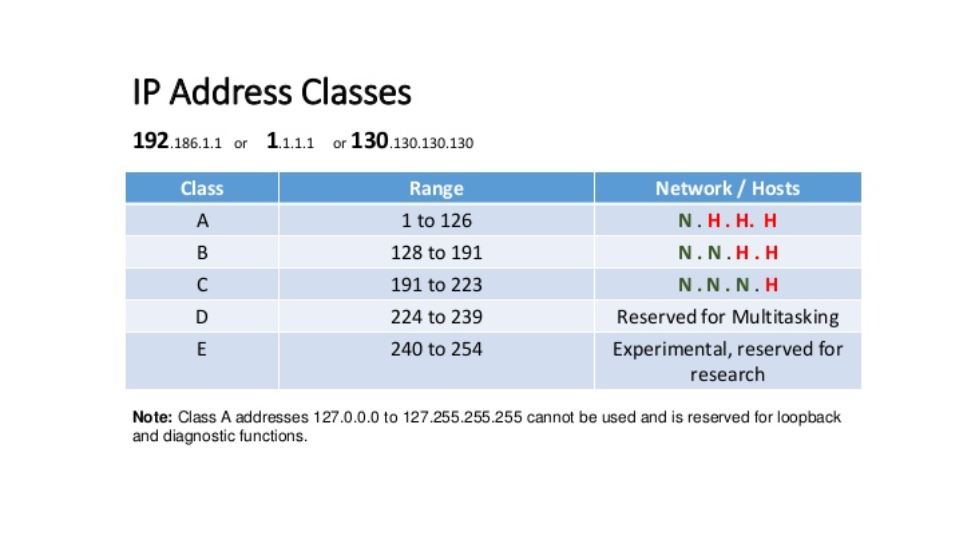 IP Address Classes
192.186.1.1 or 1.1.1.1 or 130.130.130.130
Class Range Network / Hosts
A 1 to 126 N . H . H. H
B 128 to 191 N . N . H . H
C 191 to 223 N . N . N . H
D 224 to 239 Reserved for Multitasking
E 240 to 254 Experimental, reserved for
research
Note: Class A addresses 127.0.0.0 to 127.255.255.255 cannot be used and is reserved for loopback
and diagnostic functions.